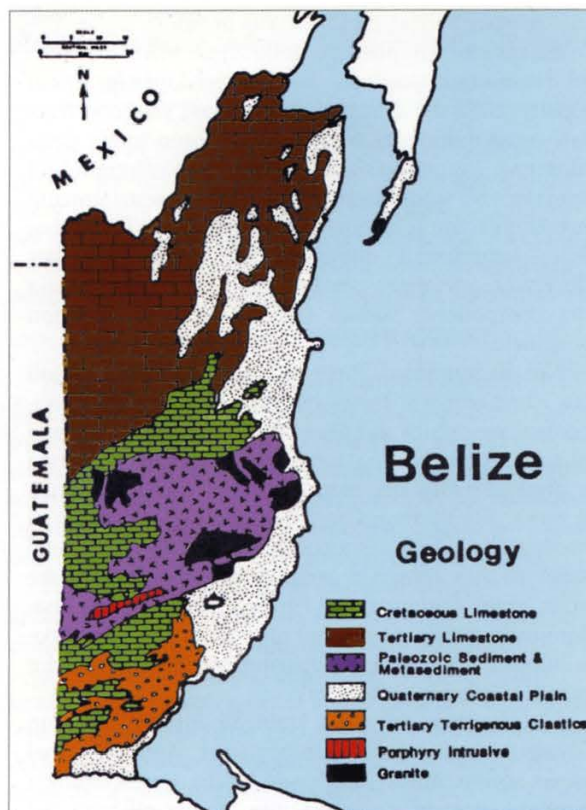 SCALE
N
MEXICO
GUATEMALA
Belize
Geology
Cretaceous Limestone
Tertiary Limestone
Paleozoic Sediment &
Metasediment
Quaternary Coastal Plain
Tertiary Terrigenous Clastics
Porphyry Intrusive
Granite